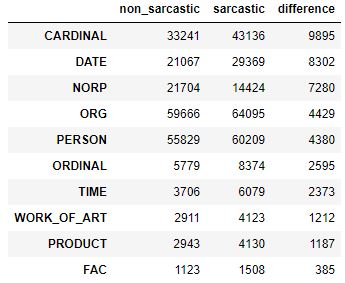 non_sarcastic sarcastic difference
CARDINAL 33241 43136 9895
DATE 21067 29369 8302
NORP 21704 14424 7280
ORG 59666 64095 4429
PERSON 55829 60209 4380
ORDINAL 5779 8374 2595
TIME 3706 6079 2373
WORK_OF_ART 2911 4123 1212
PRODUCT 2943 4130 1187
FAC 1123 1508 385